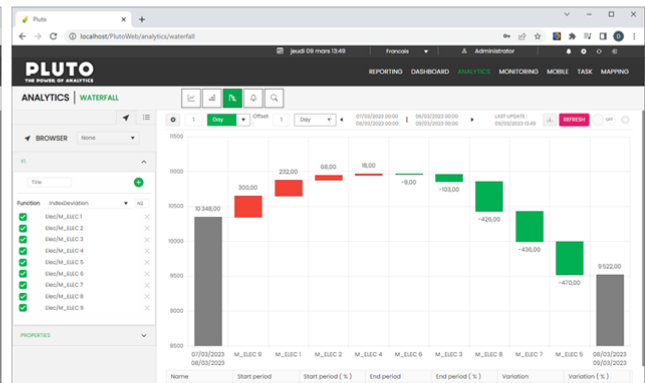 Pluto
localhost/PlutoWeb/analytics/waterfall
jeudi 09 mars 13:49
Francais
Administrator
PLUTO
THE POWER OF ANALYTICS
REPORTING DASHBOARD ANALYTICS MONITORING MOBILE TASK MAPPING
ANALYTICS | WATERFALL
BROWSER None
1 Day Offset 1 Day
07/03/2023 00:00 08/03/2023 00:00
08/03/2023 00:00 09/03/2023 00:00
LAST UPDATE :
REFRESH
off
Y1
Title
Function IndexDeviation N2
Elec/M_ELEC 1
Elec/M_ELEC 2
Elec/M_ELEC 3
Elec/M_ELEC 4
Elec/M_ELEC 5
Elec/M_ELEC 6
Elec/M_ELEC 7
Elec/M_ELEC 8
Elec/M_ELEC 9
PROPERTIES
11500
11000
10500
10000
9500
9000
8500
10 348,00
300,00
232,00
68,00
18,00
-9,00
-103,00
-426,00
-436,00
-470,00
9 522,00
07/03/2023 M_ELEC 9 M_ELEC 1 M_ELEC 2 M_ELEC 4 M_ELEC 6 M_ELEC 3 M_ELEC 8 M_ELEC 7 M_ELEC 5 08/03/2023
08/03/2023 09/03/2023
Name Start period Start period ( % ) End period End period ( % ) Variation Variation ( % )